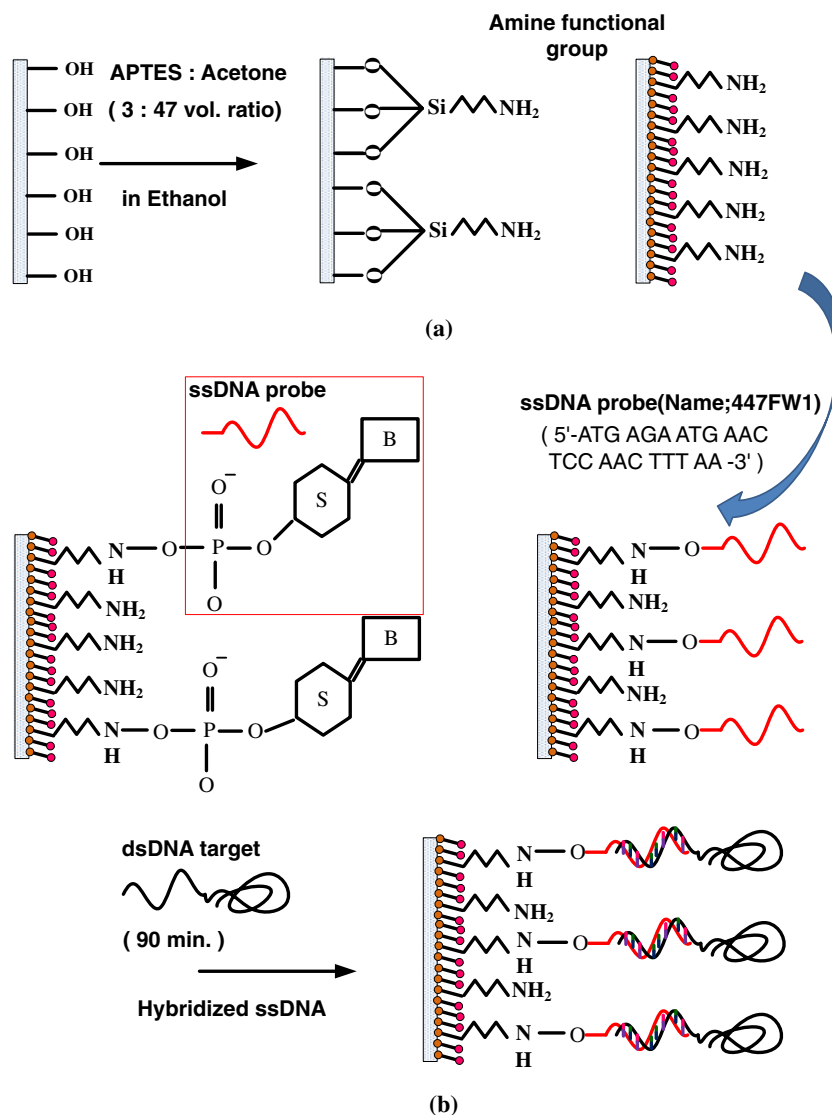 OH
OH
OH
OH
OH
OH
APTES : Acetone
( 3 : 47 vol. ratio)
in Ethanol
O
O
O
O
O
O
Si
NH2
Si
NH2
Amine functional
group
NH2
NH2
NH2
NH2
NH2
(a)
ssDNA probe
B
S
O−
O
P
O
O
N
H
NH2
NH2
NH2
B
S
O−
O
P
O
O
N
H
ssDNA probe(Name;447FW1)
( 5'-ATG AGA ATG AAC
TCC AAC TTT AA -3' )
N
H
O
NH2
N
H
O
NH2
N
H
O
dsDNA target
( 90 min. )
Hybridized ssDNA
N
H
O
NH2
N
H
O
NH2
N
H
O
(b)